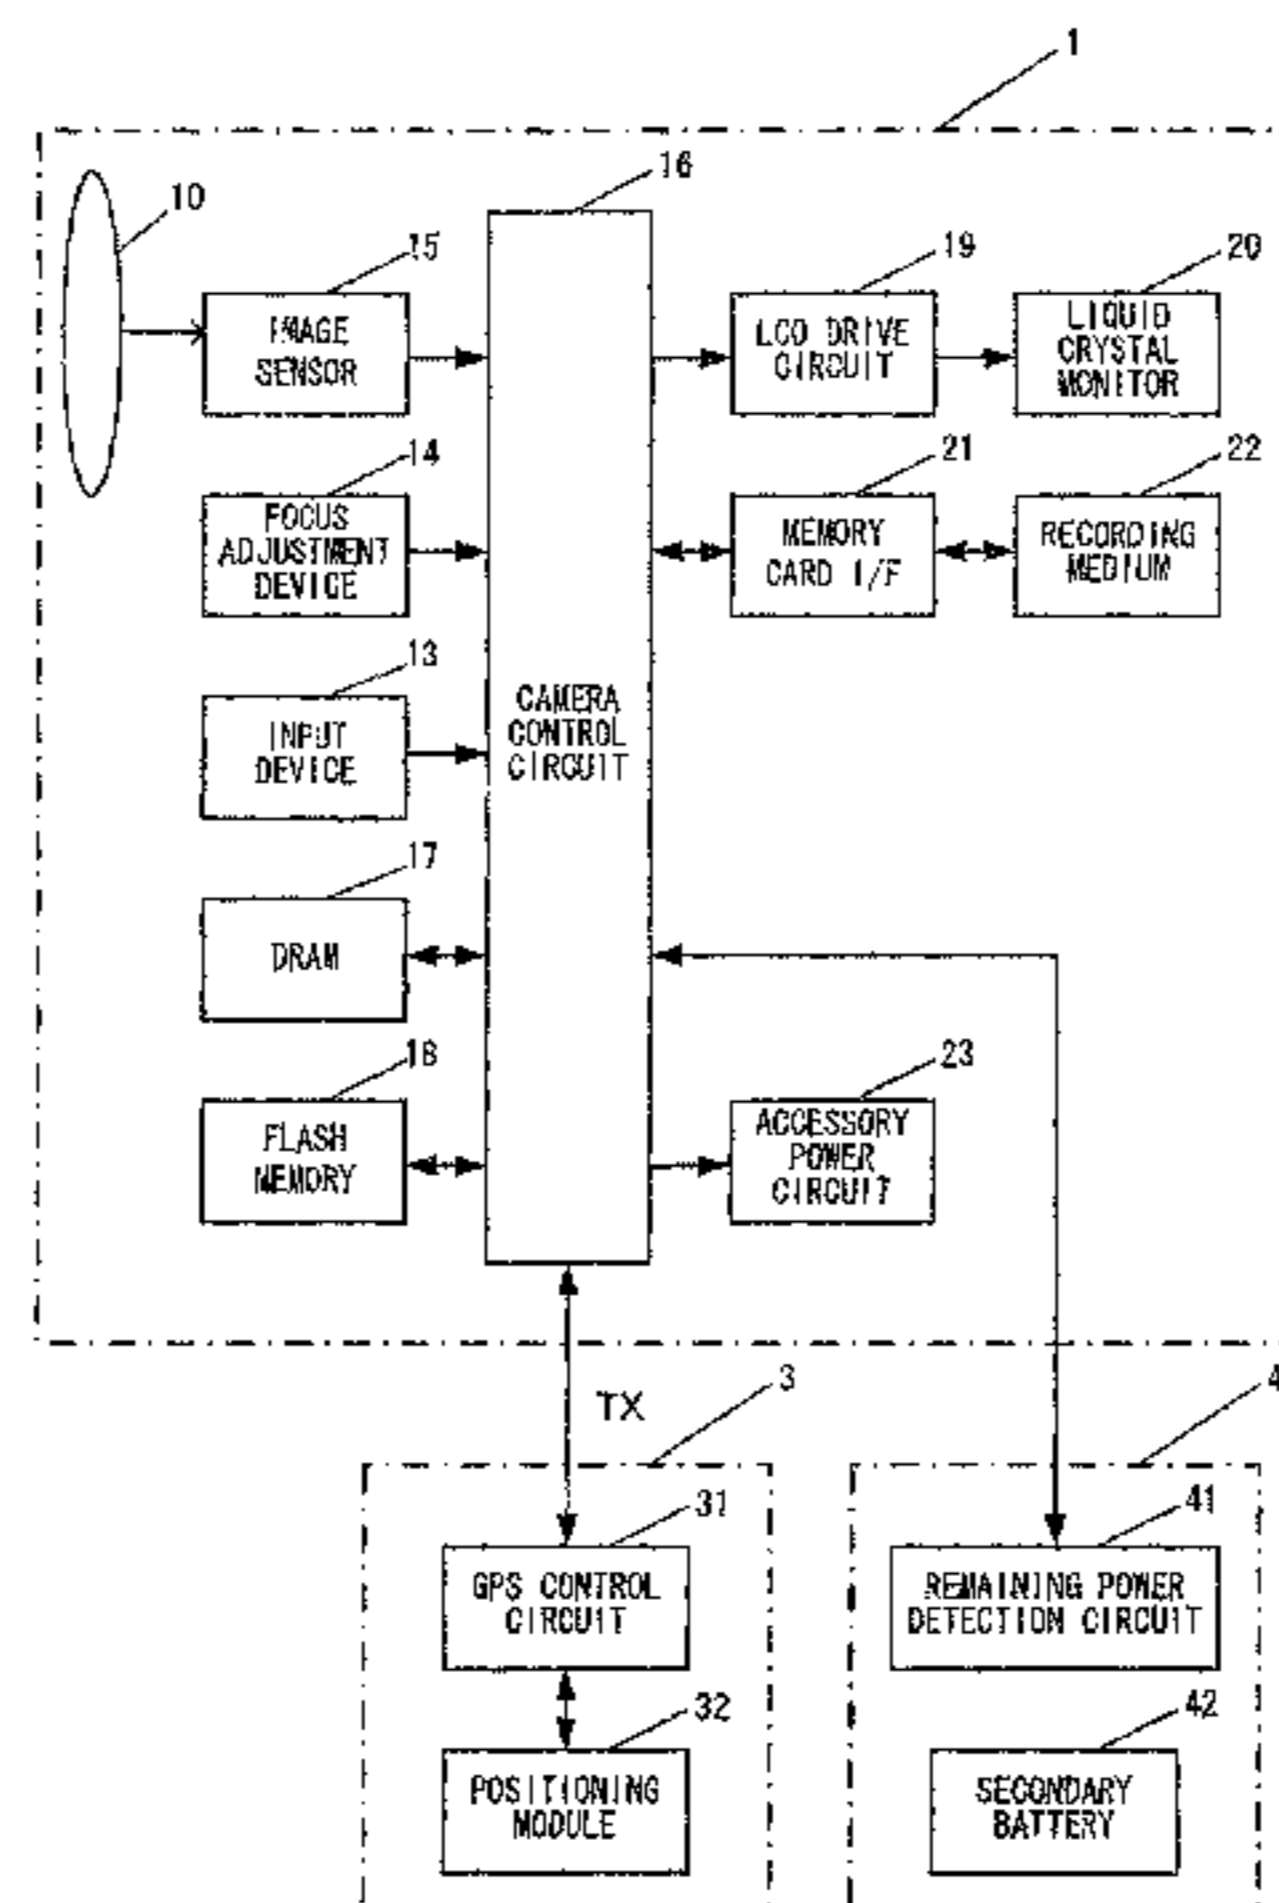 1
16
10
15
IMAGE
SENSOR
19
LCD DRIVE
CIRCUIT
20
LIQUID
CRYSTAL
MONITOR
14
FOCUS
ADJUSTMENT
DEVICE
21
MEMORY
CARD I/F
22
RECORDING
MEDIUM
13
INPUT
DEVICE
CAMERA
CONTROL
CIRCUIT
17
DRAM
18
FLASH
MEMORY
23
ACCESSORY
POWER
CIRCUIT
TX
3
4
31
GPS CONTROL
CIRCUIT
41
REMAINING POWER
DETECTION CIRCUIT
32
POSITIONING
MODULE
42
SECONDARY
BATTERY